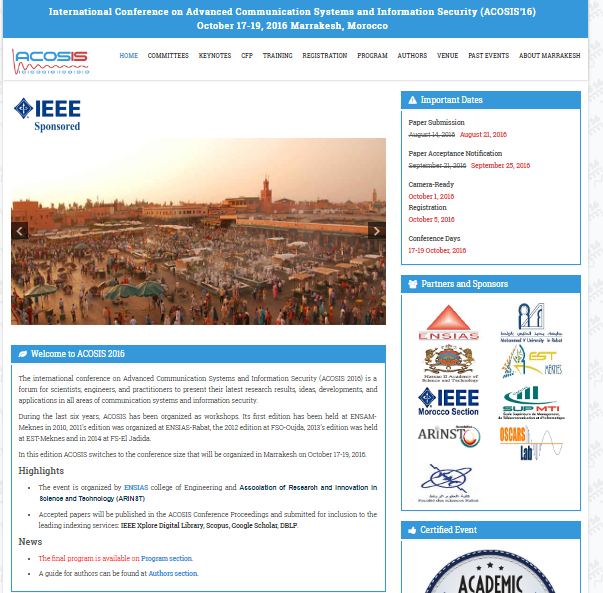 International Conference on Advanced Communication Systems and Information Security (ACOSIS'16)
October 17-19, 2016 Marrakesh, Morocco
ACOSIS
HOME COMMITTEES KEYNOTES CFP TRAINING REGISTRATION PROGRAM AUTHORS VENUE PAST EVENTS ABOUT MARRAKESH
IEEE
Sponsored
Welcome to ACOSIS 2016
The international conference on Advanced Communication Systems and Information Security (ACOSIS 2016) is a
forum for scientists, engineers, and practitioners to present their latest research results, ideas, developments, and
applications in all areas of communication systems and information security.
During the last six years, ACOSIS has been organized as workshops. Its first edition has been held at ENSAM-
Meknes in 2010, 2011's edition was organized at ENSIAS-Rabat, the 2012 edition at FSO-Oujda, 2013's edition was held
at EST-Meknes and in 2014 at FS-El Jadida.
In this edition ACOSIS switches to the conference size that will be organized in Marrakesh on October 17-19, 2016.
Highlights
The event is organized by ENSIAS college of Engineering and Association of Research and Innovation in
Science and Technology (ARINST)
Accepted papers will be published in the ACOSIS Conference Proceedings and submitted for inclusion to the
leading indexing services: IEEE Xplore Digital Library, Scopus, Google Scholar, DBLP.
News
The final program is available on Program section.
A guide for authors can be found at Authors section.
Important Dates
Paper Submission
August 14, 2016 August 21, 2016
Paper Acceptance Notification
September 21, 2016 September 25, 2016
Camera-Ready
October 1, 2016
Registration
October 5, 2016
Conference Days
17-19 October, 2016
Partners and Sponsors
ENSIAS
Mohammed V University in Rabat
Hassan II Academy of
Science and Technology
EST
MEKNES
IEEE
Morocco Section
SUPMTI
ARINST
OSCARS
Lab
Certified Event
ACADEMIC